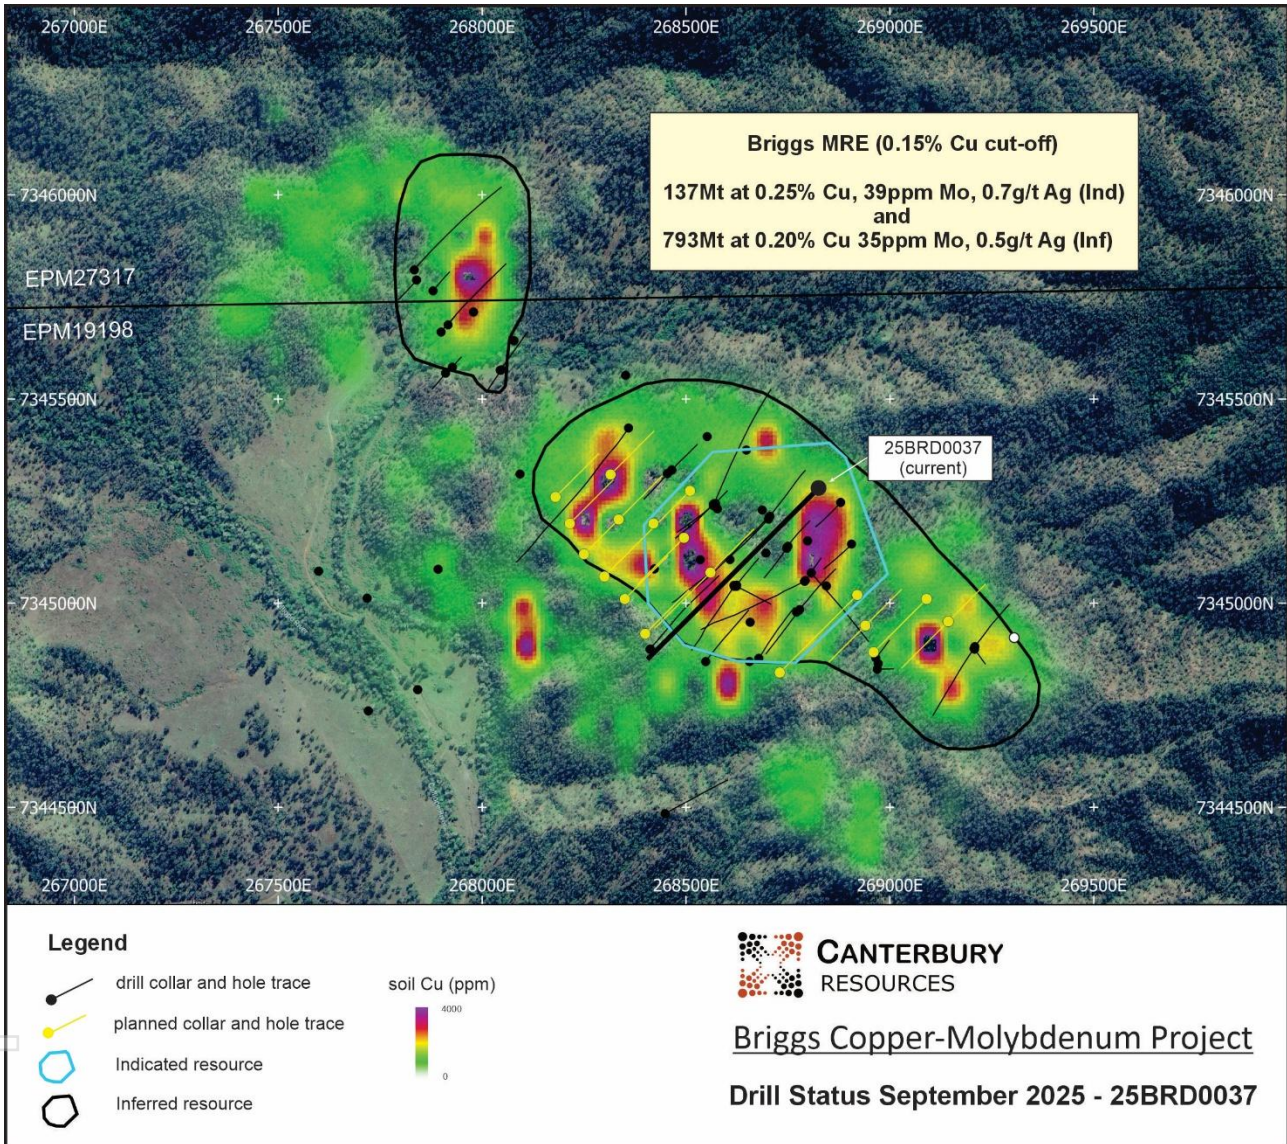 267000E 267500E 268000E 268500E 269000E 269500E
Briggs MRE (0.15% Cu cut-off)
7346000N 7346000N
137Mt at 0.25% Cu, 39ppm Mo, 0.7g/t Ag (Ind)
and
793Mt at 0.20% Cu 35ppm Mo, 0.5g/t Ag (Inf)
EPM27317
EPM19198
7345500N 7345500N
25BRD0037
(current)
7345000N 7345000N
7344500N 7344500N
267000E 267500E 268000E 268500E 269000E 269500E
Legend
drill collar and hole trace
planned collar and hole trace
Indicated resource
Inferred resource
soil Cu (ppm)
4000
0
CANTERBURY
RESOURCES
Briggs Copper-Molybdenum Project
Drill Status September 2025 - 25BRD0037